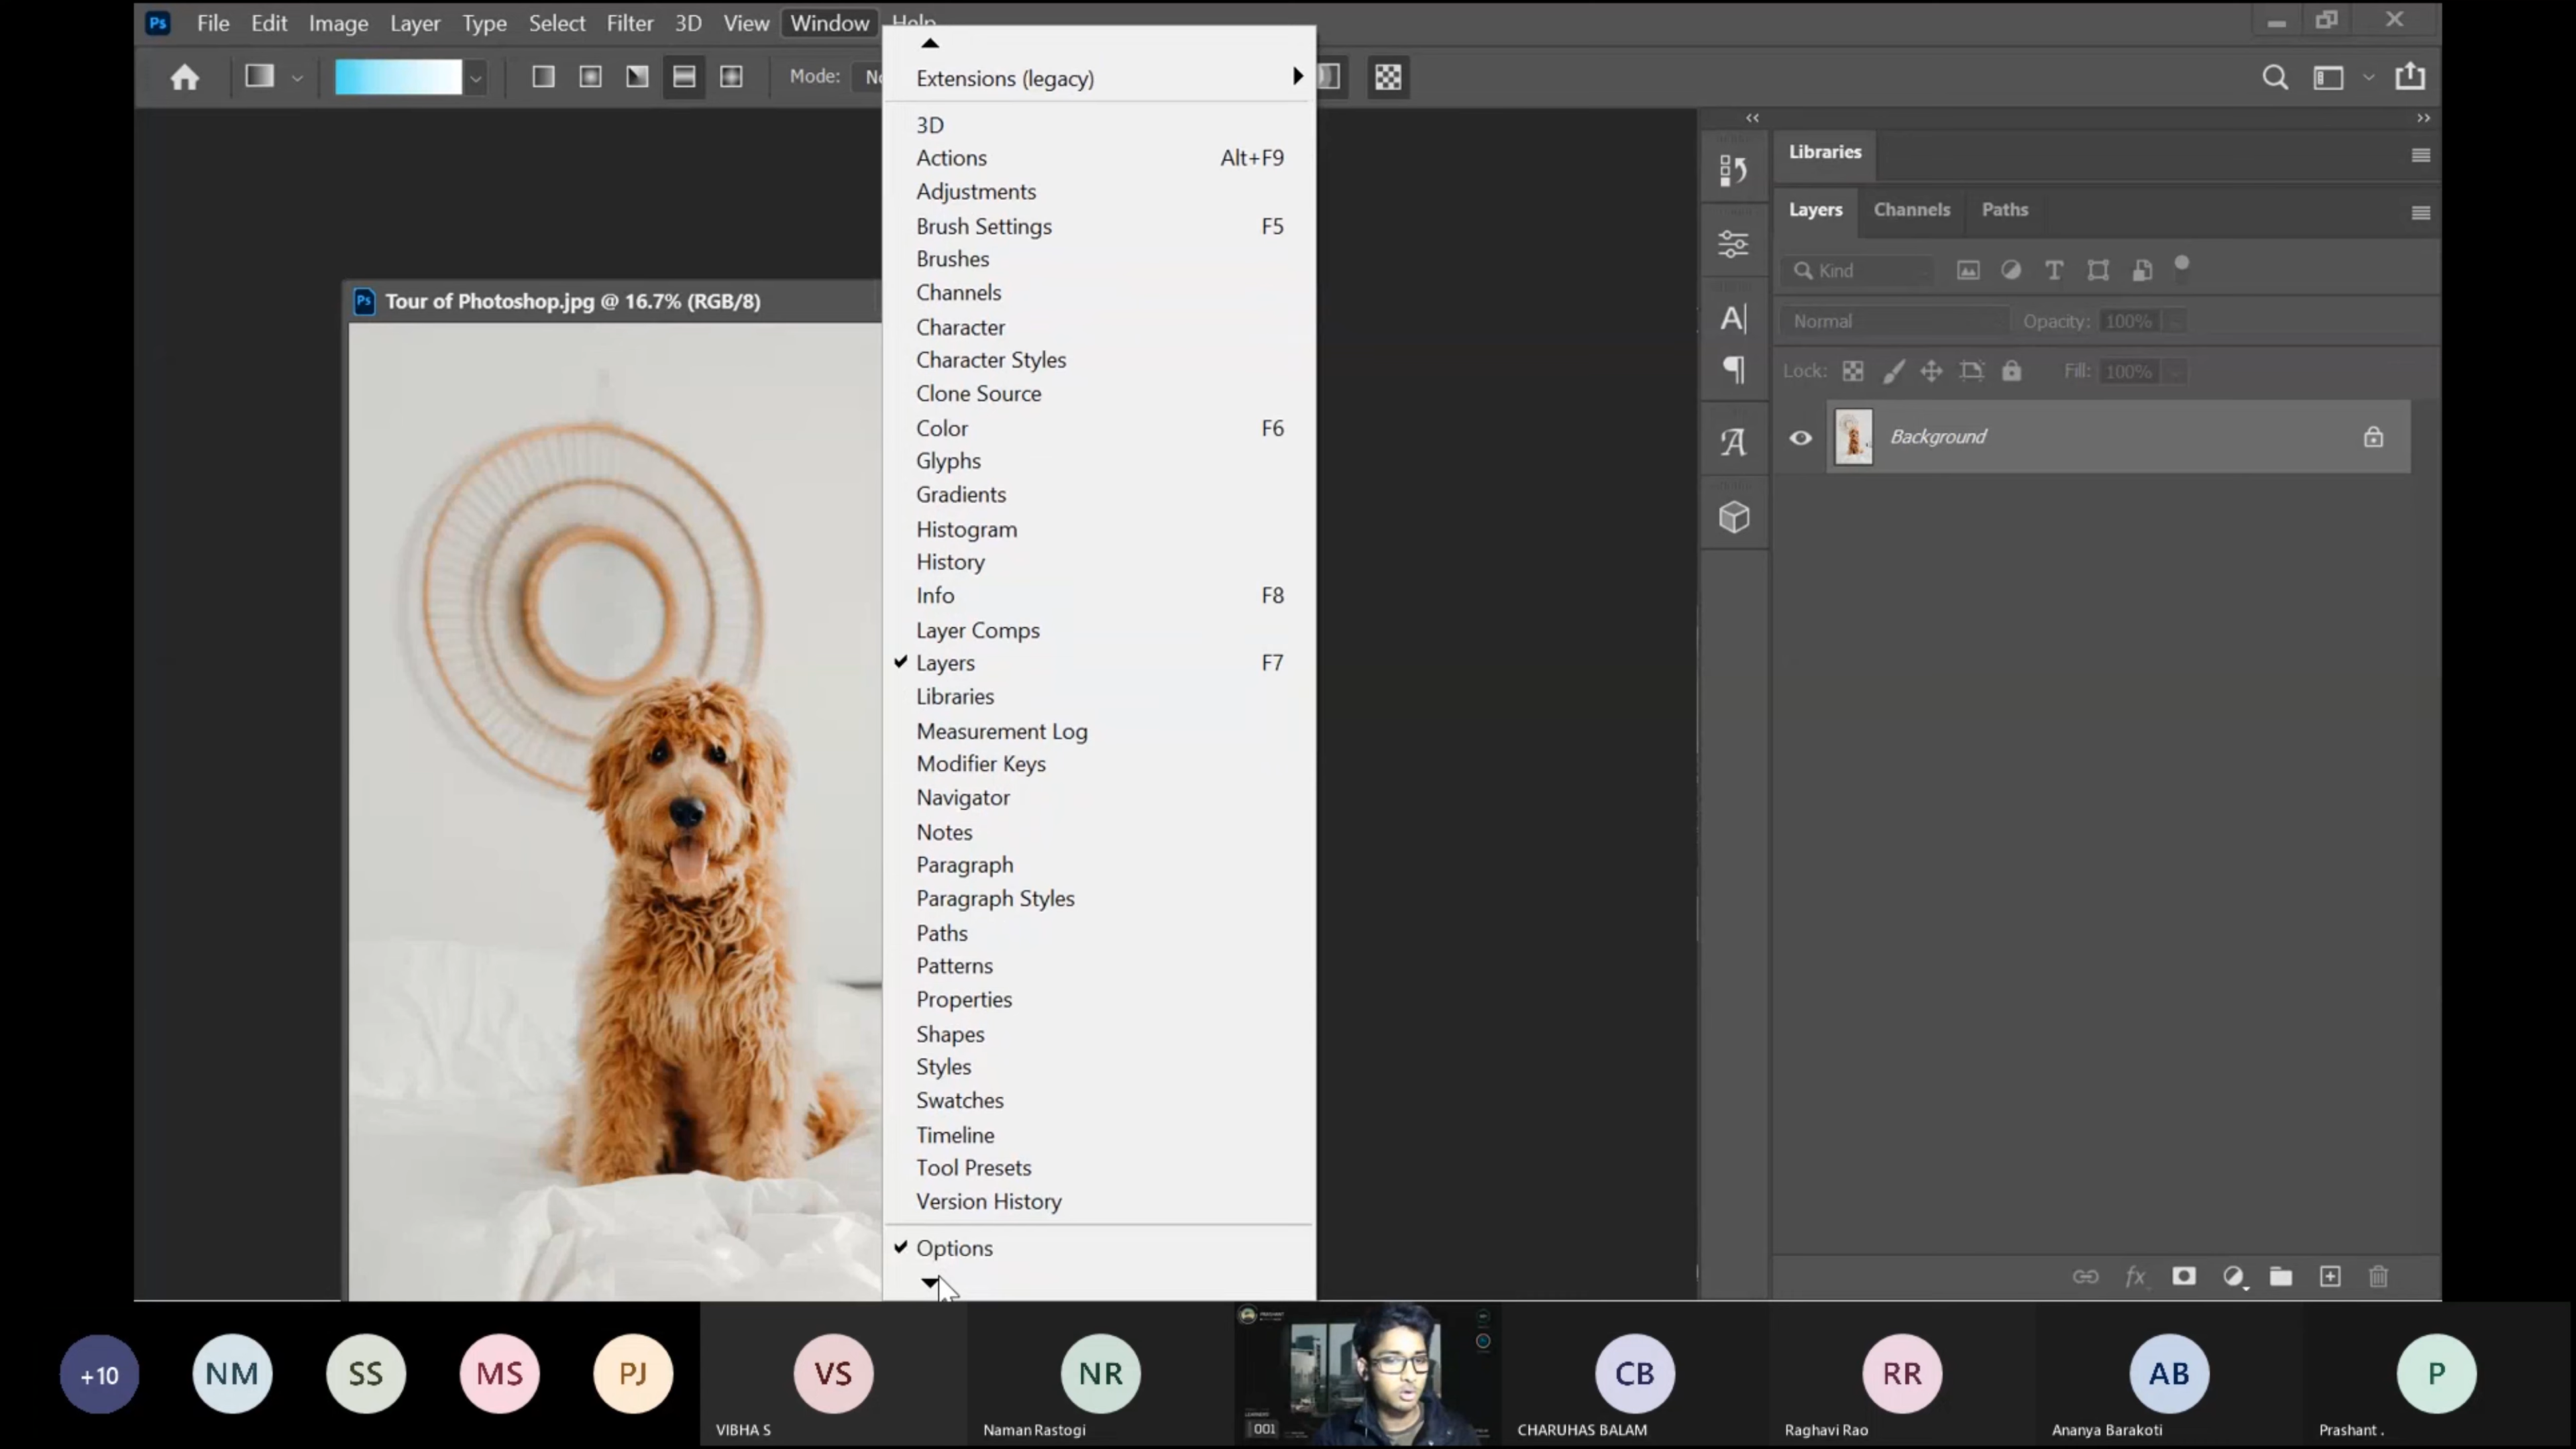 Ps File Edit Image Layer Type Select Filter 3D View Window Help
Mode:
Extensions (legacy)
3D
Actions Alt+F9
Adjustments
Brush Settings F5
Brushes
Channels
Character
Character Styles
Clone Source
Color F6
Glyphs
Gradients
Histogram
History
Info F8
Layer Comps
Layers F7
Libraries
Measurement Log
Modifier Keys
Navigator
Notes
Paragraph
Paragraph Styles
Paths
Patterns
Properties
Shapes
Styles
Swatches
Timeline
Tool Presets
Version History
Options
Ps Tour of Photoshop.jpg @ 16.7% (RGB/8)
Libraries
Layers Channels Paths
Kind
Normal Opacity: 100%
Lock: Fill: 100%
Background
fx
+10 NM SS MS PJ VS NR CB RR AB P
PRASHANT
001
VIBHA S Naman Rastogi CHARUHAS BALAM Raghavi Rao Ananya Barakoti Prashant .